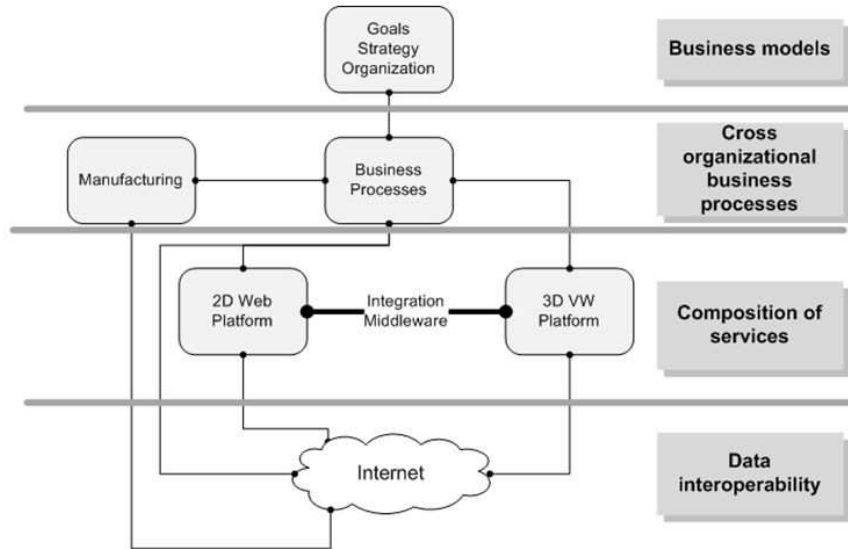 Goals
Strategy
Organization
Business models
Manufacturing
Business
Processes
Cross
organizational
business
processes
2D Web
Platform
Integration
Middleware
3D VW
Platform
Composition of
services
Internet
Data
interoperability